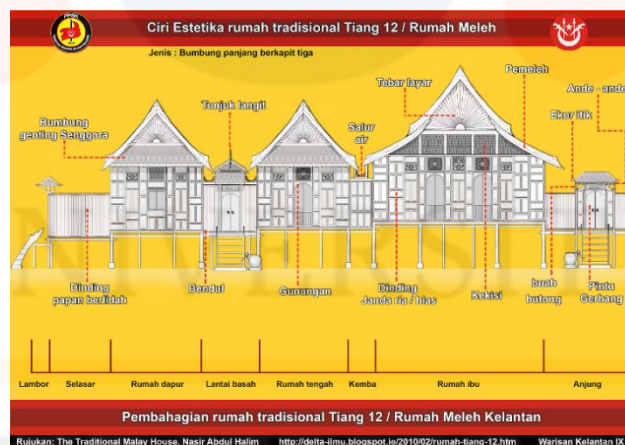 Ciri Estetika rumah tradisional Tiang 12 / Rumah Meleh
Jenis : Bumbung panjang berkapit tiga
Pemeleh
Tebar layar
Ande - ande
Tunjuk langit
Ekor itik
Bumbung
genting Senggora
Salur
air
Dinding
papan berlidah
Bendul
Gunungan
Dinding
Janda ria / hias
Kekisi
buah
butong
Pintu
Gerbang
Lambor
Selasar
Rumah dapur
Lantai basah
Rumah tengah
Kemba
Rumah ibu
Anjung
Pembahagian rumah tradisional Tiang 12 / Rumah Meleh Kelantan
Rujukan: The Traditional Malay House, Nasir Abdul Halim
http://delta-ilmu.blogspot.ie/2010/02/rumah-tiang-12.htm
Warisan Kelantan IX